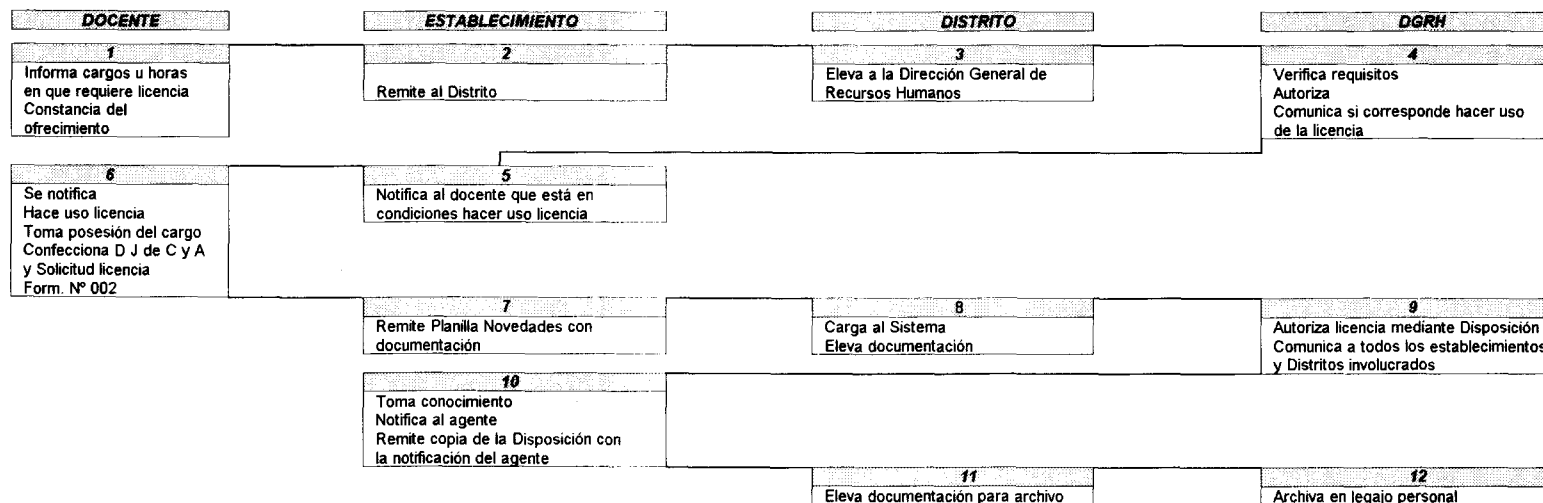 DOCENTE
ESTABLECIMIENTO
DISTRITO
DGRH
1
Informa cargos u horas
en que requiere licencia
Constancia del
ofrecimiento
2
Remite al Distrito
3
Eleva a la Dirección General de
Recursos Humanos
4
Verifica requisitos
Autoriza
Comunica si corresponde hacer uso
de la licencia
5
Notifica al docente que está en
condiciones hacer uso licencia
6
Se notifica
Hace uso licencia
Toma posesión del cargo
Confecciona D J de C y A
y Solicitud licencia
Form. Nº 002
7
Remite Planilla Novedades con
documentación
8
Carga al Sistema
Eleva documentación
9
Autoriza licencia mediante Disposición
Comunica a todos los establecimientos
y Distritos involucrados
10
Toma conocimiento
Notifica al agente
Remite copia de la Disposición con
la notificación del agente
11
Eleva documentación para archivo
12
Archiva en legajo personal